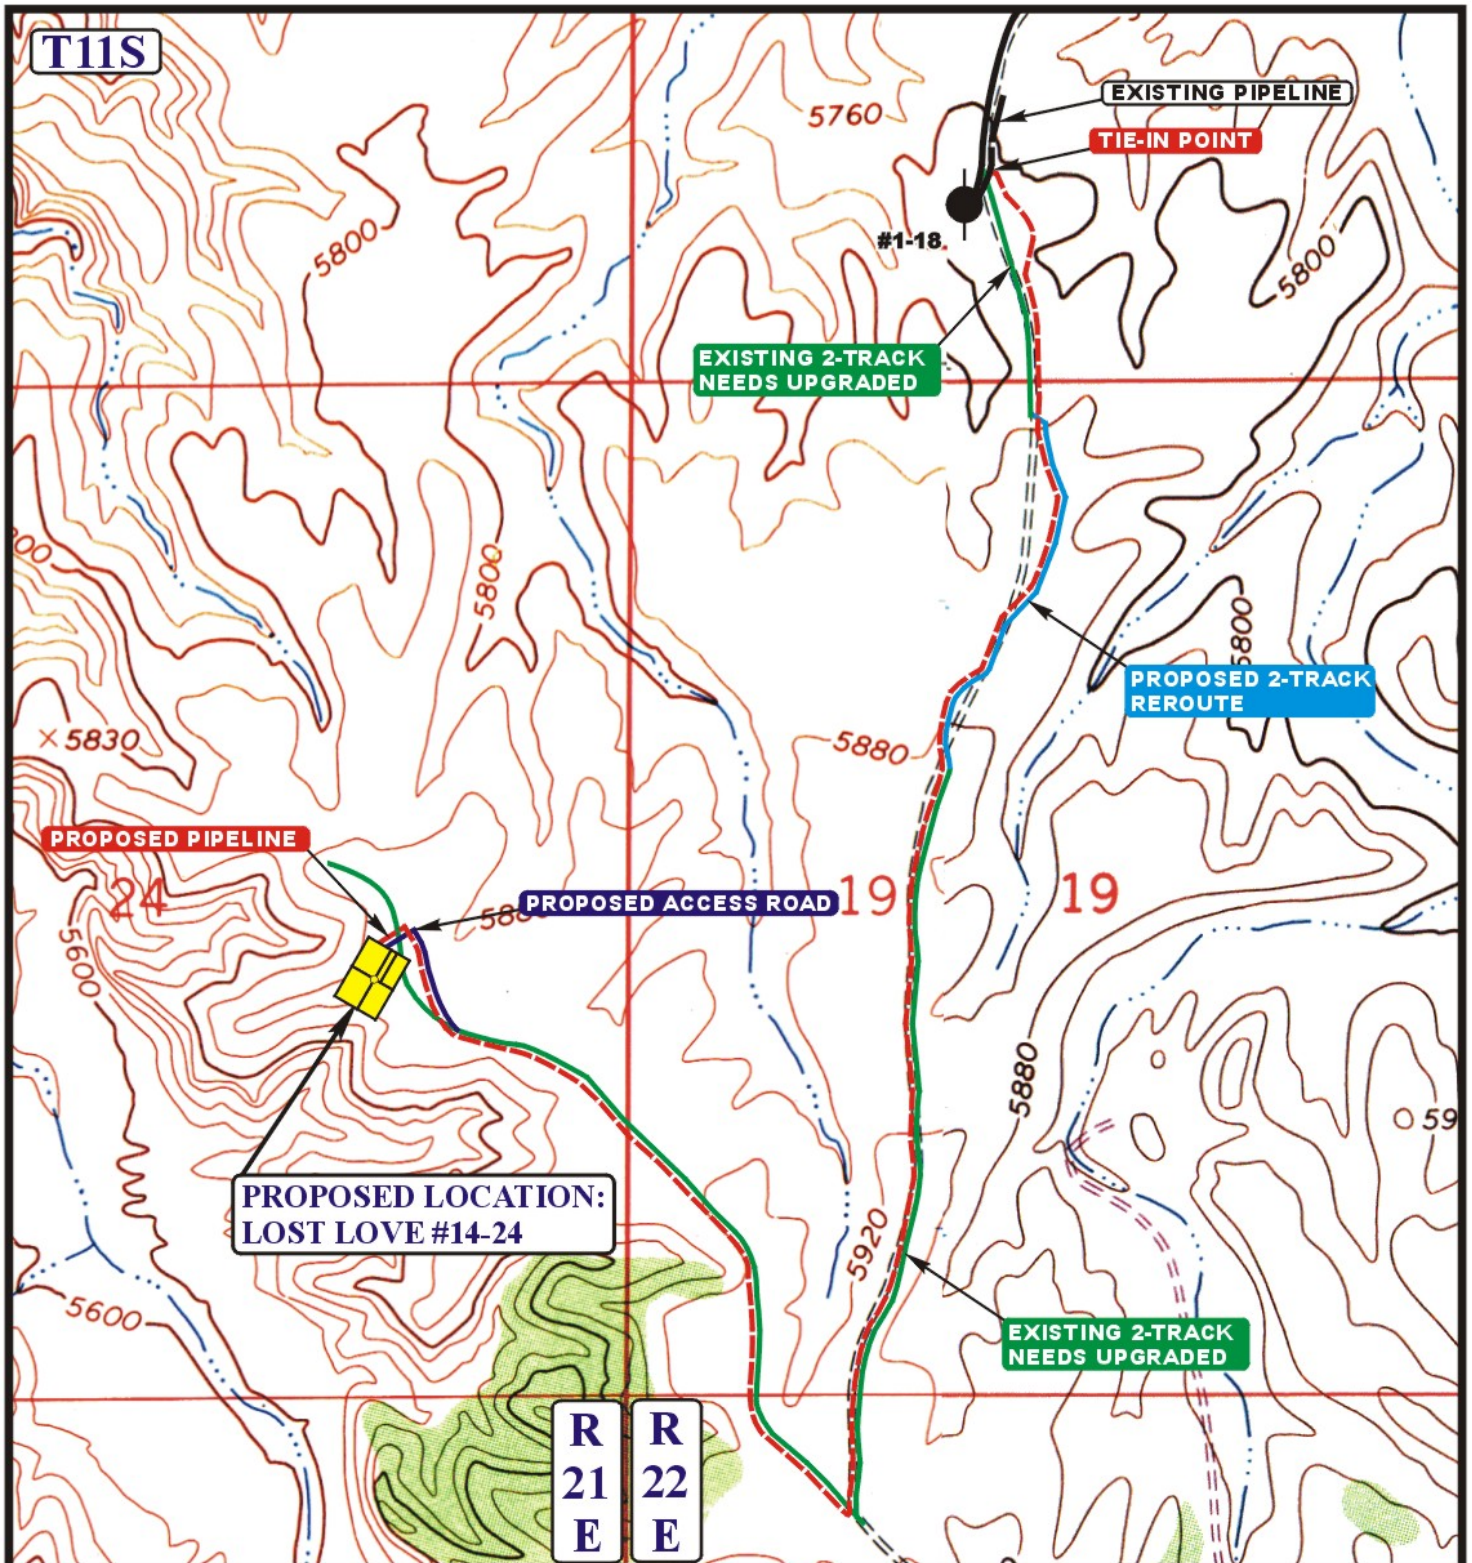 T11S
5760
EXISTING PIPELINE
TIE-IN POINT
5800
#1-18
5800
EXISTING 2-TRACK
NEEDS UPGRADED
5800
5800
PROPOSED 2-TRACK
REROUTE
5830
5880
PROPOSED PIPELINE
24
PROPOSED ACCESS ROAD
19
19
5600
5880
PROPOSED LOCATION:
LOST LOVE #14-24
5920
5600
EXISTING 2-TRACK
NEEDS UPGRADED
R
21
E
R
22
E